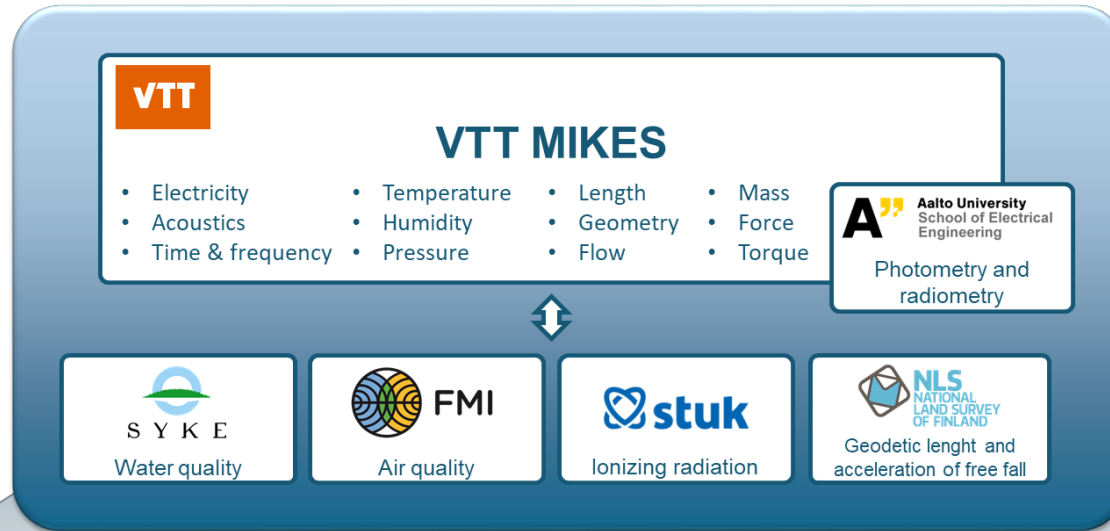 VTT
VTT MIKES
• Electricity
• Acoustics
• Time & frequency
• Temperature
• Humidity
• Pressure
• Length
• Geometry
• Flow
• Mass
• Force
• Torque
A”
Aalto University
School of Electrical
Engineering
Photometry and
radiometry
SYKE
Water quality
FMI
Air quality
stuk
Ionizing radiation
NLS
NATIONAL
LAND SURVEY
OF FINLAND
Geodetic lenght and
acceleration of free fall